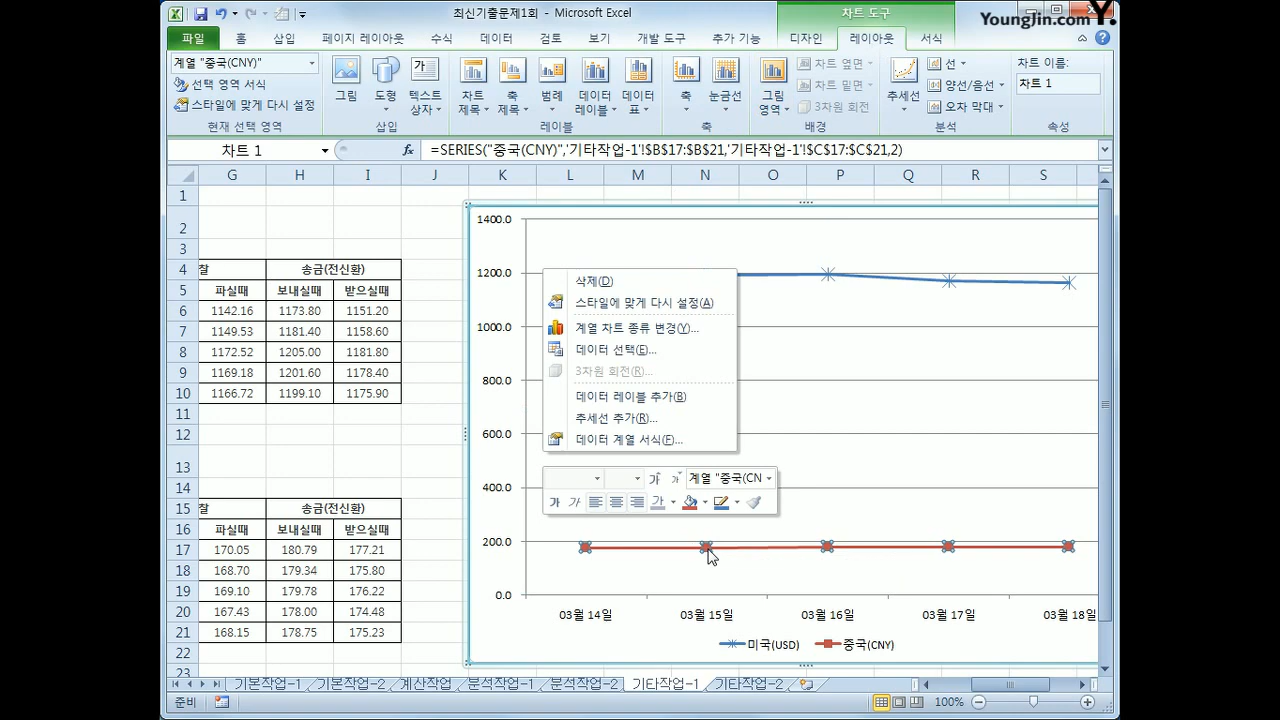 최신기출문제1회 - Microsoft Excel
차트 도구
YoungJin.com Y.
파일 홈 삽입 페이지 레이아웃 수식 데이터 검토 보기 개발 도구 추가 기능 디자인 레이아웃 서식
계열 "중국(CNY)"
선택 영역 서식
스타일에 맞게 다시 설정
현재 선택 영역
그림 도형 텍스트 상자
삽입
차트 제목 축 제목 범례 데이터 레이블 데이터 표
레이블
축 눈금선
축
그림 영역 차트 옆면 차트 밑면 3차원 회전
배경
추세선 선 양선/음선 오차 막대
분석
차트 이름:
차트 1
속성
차트 1 fx =SERIES("중국(CNY)",'기타작업-1'!$B$17:$B$21,'기타작업-1'!$C$17:$C$21,2)
G H I J K L M N O P Q R S
1
2
3
4 찰 송금(전신환)
5 파실때 보내실때 받으실때
6 1142.16 1173.80 1151.20
7 1149.53 1181.40 1158.60
8 1172.52 1205.00 1181.80
9 1169.18 1201.60 1178.40
10 1166.72 1199.10 1175.90
11
12
13
14
15 찰 송금(전신환)
16 파실때 보내실때 받으실때
17 170.05 180.79 177.21
18 168.70 179.34 175.80
19 169.10 179.78 176.22
20 167.43 178.00 174.48
21 168.15 178.75 175.23
22
23
1400.0
1200.0
1000.0
800.0
600.0
400.0
200.0
0.0
03월 14일 03월 15일 03월 16일 03월 17일 03월 18일
미국(USD) 중국(CNY)
삭제(D)
스타일에 맞게 다시 설정(A)
계열 차트 종류 변경(Y)...
데이터 선택(E)...
3차원 회전(R)...
데이터 레이블 추가(B)
추세선 추가(R)...
데이터 계열 서식(F)...
가 가 계열 "중국(CN
가 가 가
기본작업-1 기본작업-2 계산작업 분석작업-1 분석작업-2 기타작업-1 기타작업-2
준비 100%